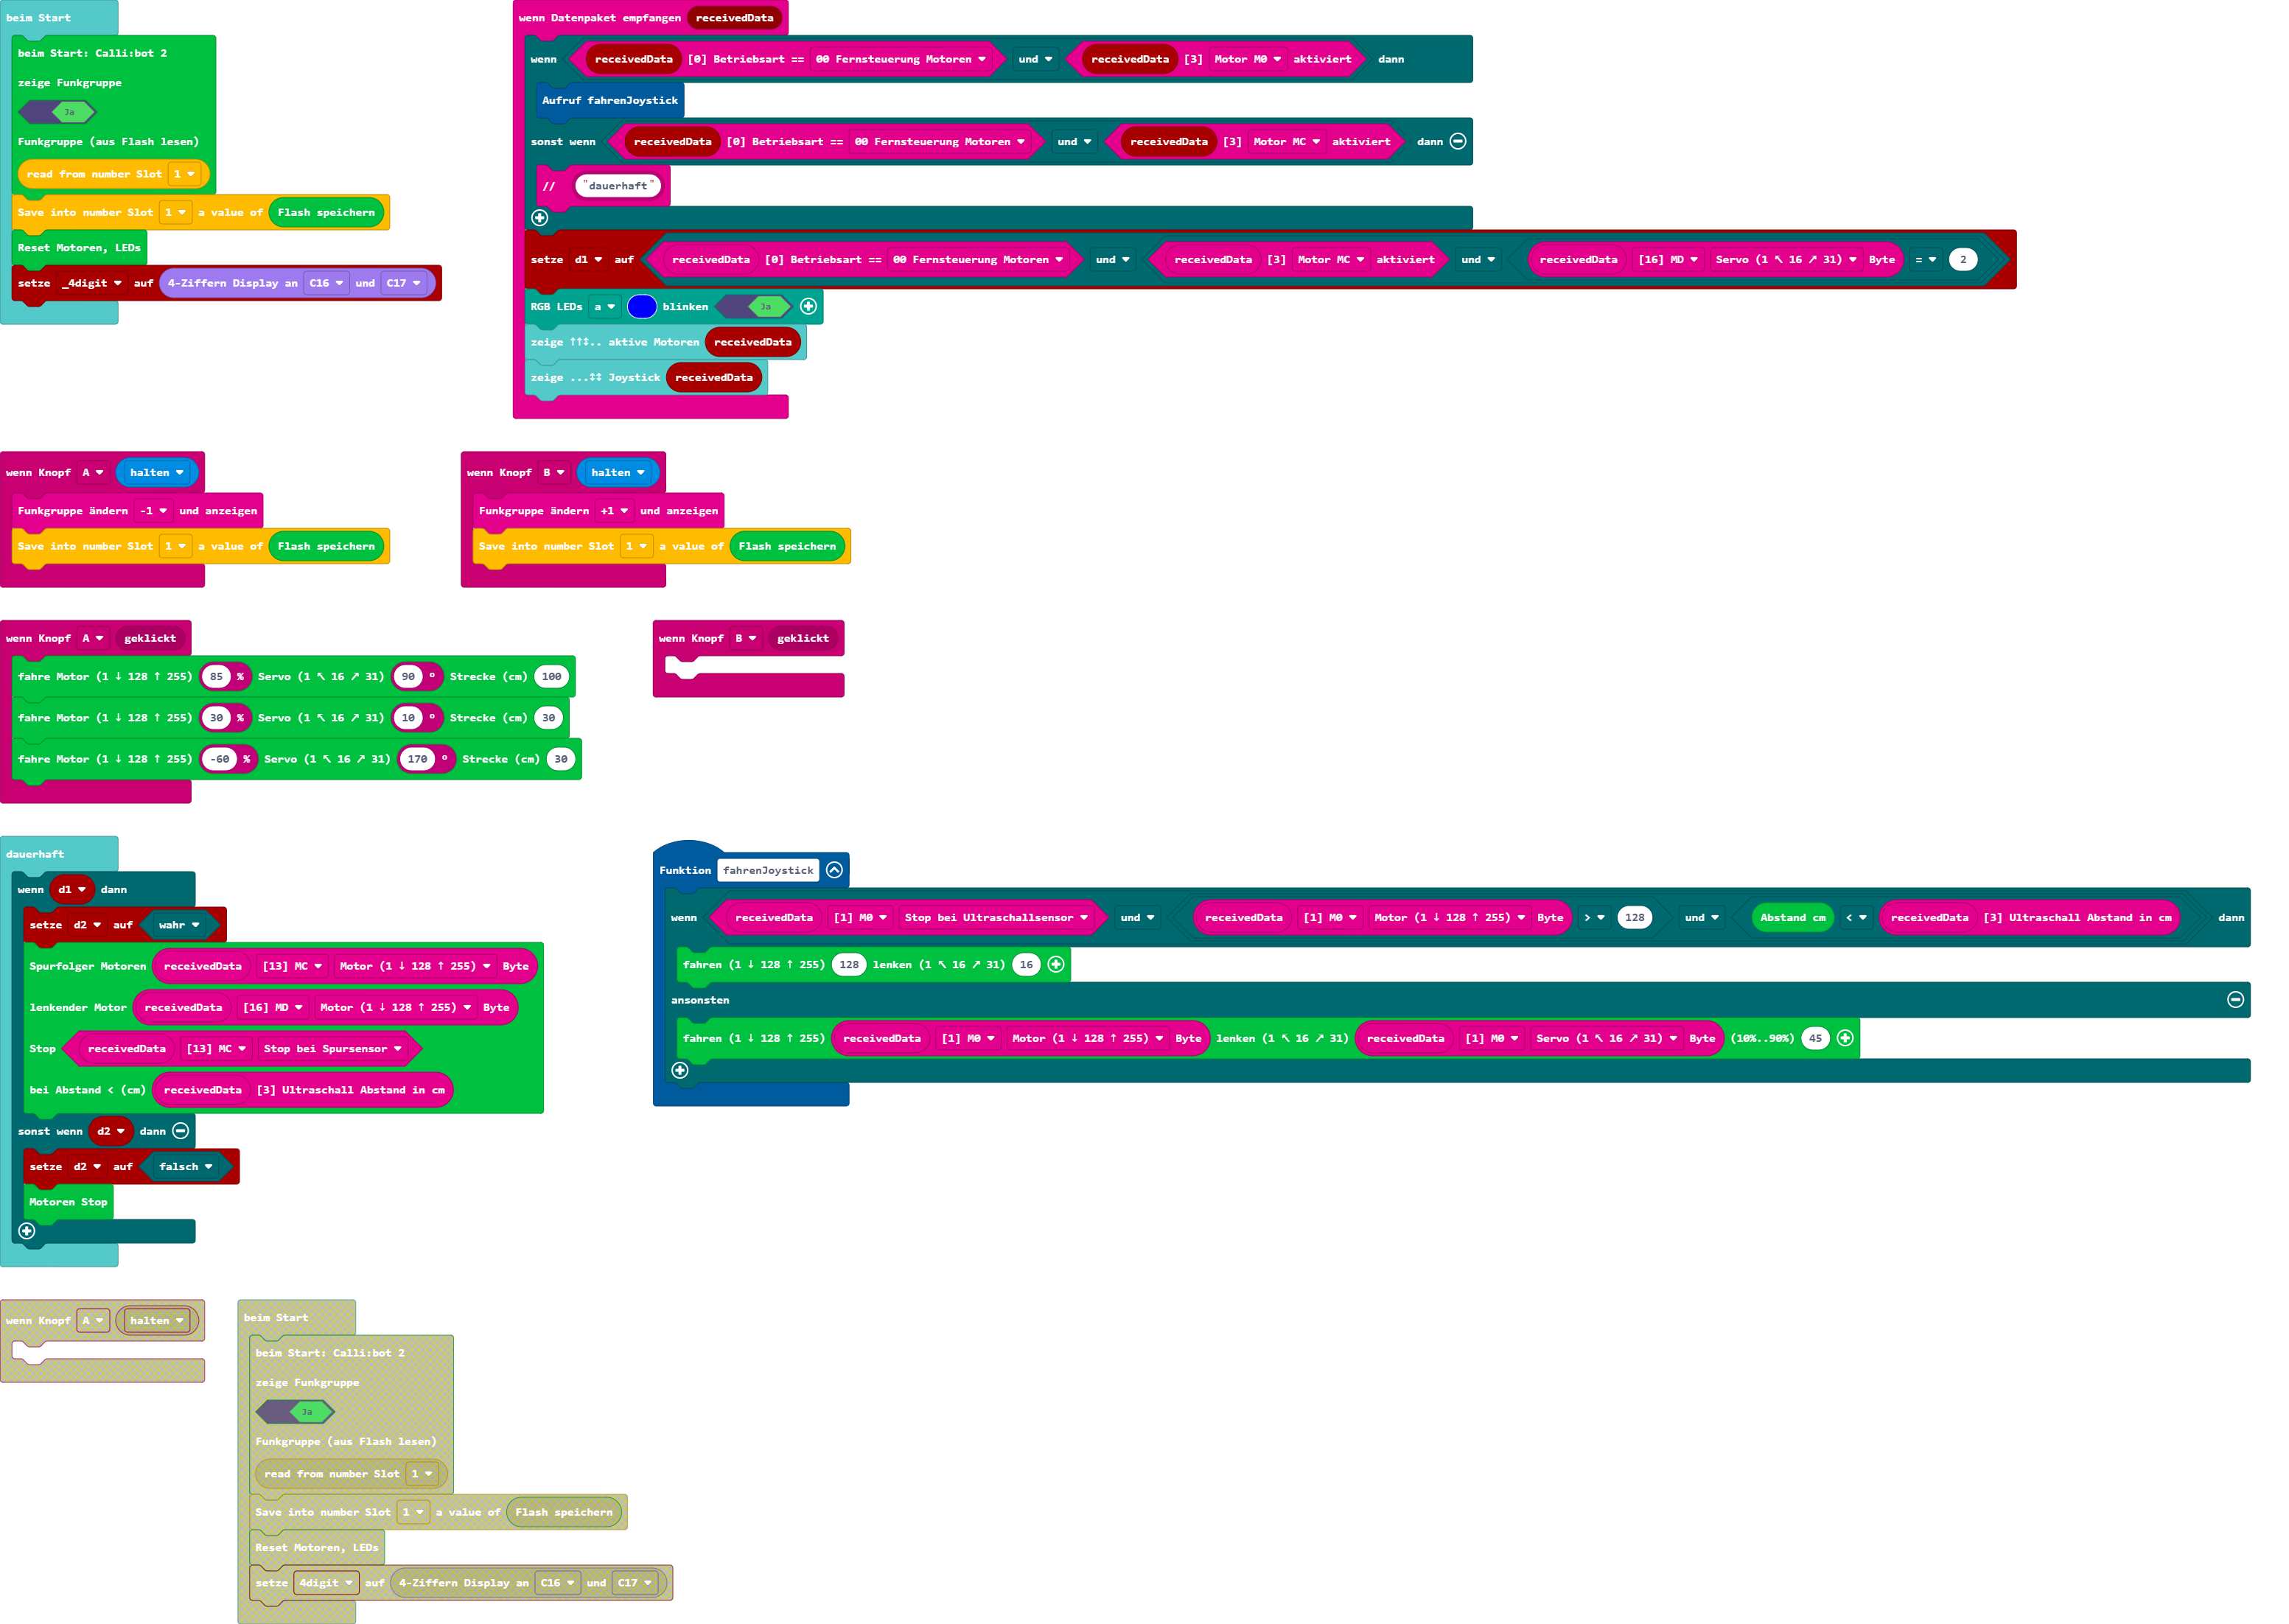 beim Start
beim Start: Calli:bot 2
zeige Funkgruppe
Ja
Funkgruppe (aus Flash lesen)
read from number Slot 1
Save into number Slot 1 a value of Flash speichern
Reset Motoren, LEDs
setze _4digit auf 4-Ziffern Display an C16 und C17
wenn Datenpaket empfangen receivedData
wenn receivedData [0] Betriebsart == 00 Fernsteuerung Motoren und receivedData [3] Motor M0 aktiviert dann
Aufruf fahrenJoystick
sonst wenn receivedData [0] Betriebsart == 00 Fernsteuerung Motoren und receivedData [3] Motor MC aktiviert dann
// "dauerhaft"
setze d1 auf receivedData [0] Betriebsart == 00 Fernsteuerung Motoren und receivedData [3] Motor MC aktiviert und receivedData [16] MD Servo (1 ↖ 16 ↗ 31) Byte = 2
RGB LEDs a blinken Ja
zeige ↑↑↕.. aktive Motoren receivedData
zeige ...↕↕ Joystick receivedData
wenn Knopf A halten
Funkgruppe ändern -1 und anzeigen
Save into number Slot 1 a value of Flash speichern
wenn Knopf B halten
Funkgruppe ändern +1 und anzeigen
Save into number Slot 1 a value of Flash speichern
wenn Knopf A geklickt
fahre Motor (1 ↓ 128 ↑ 255) 85 % Servo (1 ↖ 16 ↗ 31) 90 ° Strecke (cm) 100
fahre Motor (1 ↓ 128 ↑ 255) 30 % Servo (1 ↖ 16 ↗ 31) 10 ° Strecke (cm) 30
fahre Motor (1 ↓ 128 ↑ 255) -60 % Servo (1 ↖ 16 ↗ 31) 170 ° Strecke (cm) 30
wenn Knopf B geklickt
dauerhaft
wenn d1 dann
setze d2 auf wahr
Spurfolger Motoren receivedData [13] MC Motor (1 ↓ 128 ↑ 255) Byte
lenkender Motor receivedData [16] MD Motor (1 ↓ 128 ↑ 255) Byte
Stop receivedData [13] MC Stop bei Spursensor
bei Abstand < (cm) receivedData [3] Ultraschall Abstand in cm
sonst wenn d2 dann
setze d2 auf falsch
Motoren Stop
Funktion fahrenJoystick
wenn receivedData [1] M0 Stop bei Ultraschallsensor und receivedData [1] M0 Motor (1 ↓ 128 ↑ 255) Byte > 128 und Abstand cm < receivedData [3] Ultraschall Abstand in cm dann
fahren (1 ↓ 128 ↑ 255) 128 lenken (1 ↖ 16 ↗ 31) 16
ansonsten
fahren (1 ↓ 128 ↑ 255) receivedData [1] M0 Motor (1 ↓ 128 ↑ 255) Byte lenken (1 ↖ 16 ↗ 31) receivedData [1] M0 Servo (1 ↖ 16 ↗ 31) Byte (10%..90%) 45
wenn Knopf A halten
beim Start
beim Start: Calli:bot 2
zeige Funkgruppe
Ja
Funkgruppe (aus Flash lesen)
read from number Slot 1
Save into number Slot 1 a value of Flash speichern
Reset Motoren, LEDs
setze 4digit auf 4-Ziffern Display an C16 und C17